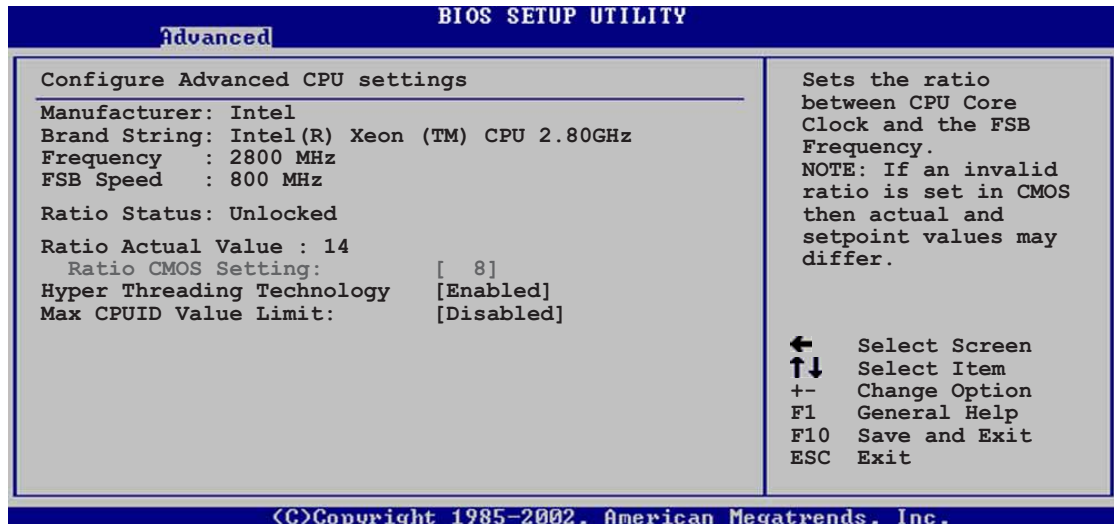 BIOS SETUP UTILITY
Advanced
Configure Advanced CPU settings
Manufacturer: Intel
Brand String: Intel(R) Xeon (TM) CPU 2.80GHz
Frequency : 2800 MHz
FSB Speed : 800 MHz
Ratio Status: Unlocked
Ratio Actual Value : 14
Ratio CMOS Setting: [ 8]
Hyper Threading Technology [Enabled]
Max CPUID Value Limit: [Disabled]
Sets the ratio
between CPU Core
Clock and the FSB
Frequency.
NOTE: If an invalid
ratio is set in CMOS
then actual and
setpoint values may
differ.
← Select Screen
↑↓ Select Item
+- Change Option
F1 General Help
F10 Save and Exit
ESC Exit
(C)Copyright 1985-2002, American Megatrends, Inc.